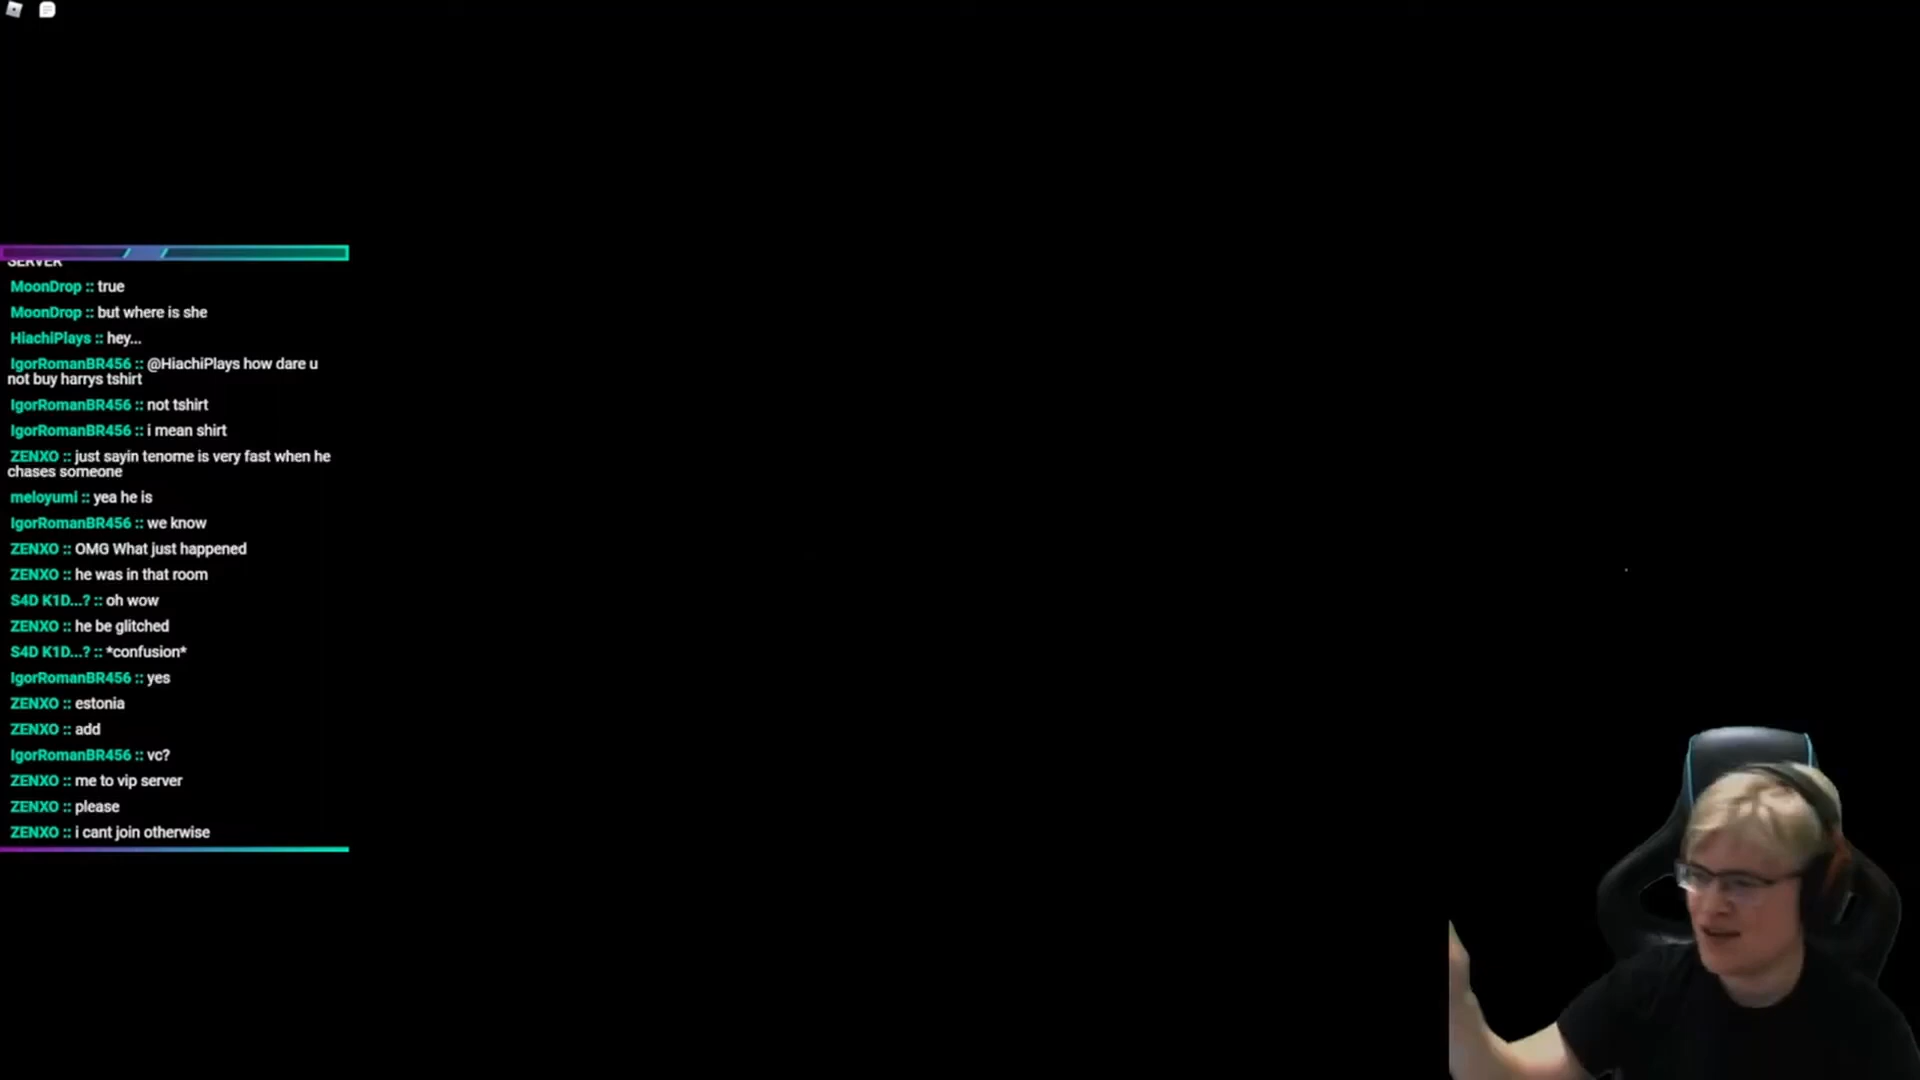 SERVER
MoonDrop :: true
MoonDrop :: but where is she
HiachiPlays :: hey...
IgorRomanBR456 :: @HiachiPlays how dare u
not buy harrys tshirt
IgorRomanBR456 :: not tshirt
IgorRomanBR456 :: i mean shirt
ZENXO :: just sayin tenome is very fast when he
chases someone
meloyumi :: yea he is
IgorRomanBR456 :: we know
ZENXO :: OMG What just happened
ZENXO :: he was in that room
S4D K1D...? :: oh wow
ZENXO :: he be glitched
S4D K1D...? :: *confusion*
IgorRomanBR456 :: yes
ZENXO :: estonia
ZENXO :: add
IgorRomanBR456 :: vc?
ZENXO :: me to vip server
ZENXO :: please
ZENXO :: i cant join otherwise